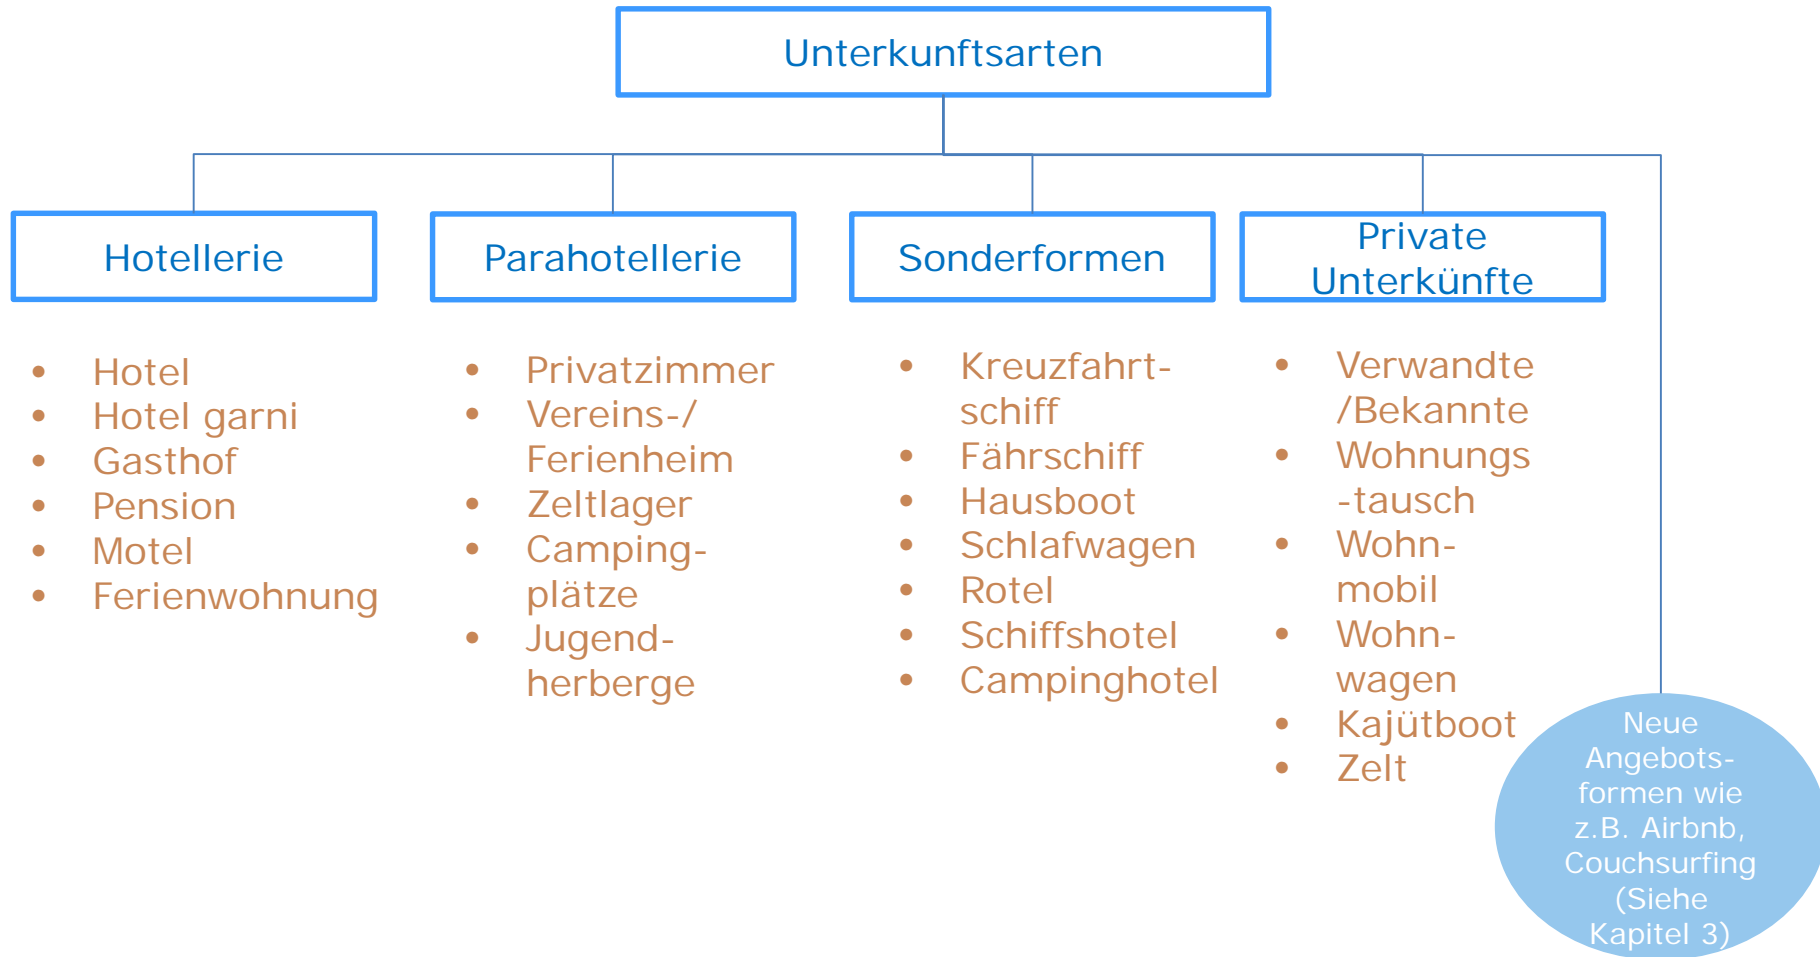 Unterkunftsarten
Hotellerie
• Hotel
• Hotel garni
• Gasthof
• Pension
• Motel
• Ferienwohnung
Parahotellerie
• Privatzimmer
• Vereins-/
Ferienheim
• Zeltlager
• Camping-
plätze
• Jugend-
herberge
Sonderformen
• Kreuzfahrt-
schiff
• Fährschiff
• Hausboot
• Schlafwagen
• Rotel
• Schiffshotel
• Campinghotel
Private
Unterkünfte
• Verwandte
/Bekannte
• Wohnungs
-tausch
• Wohn-
mobil
• Wohn-
wagen
• Kajütboot
• Zelt
Neue
Angebots-
formen wie
z.B. Airbnb,
Couchsurfing
(Siehe
Kapitel 3)